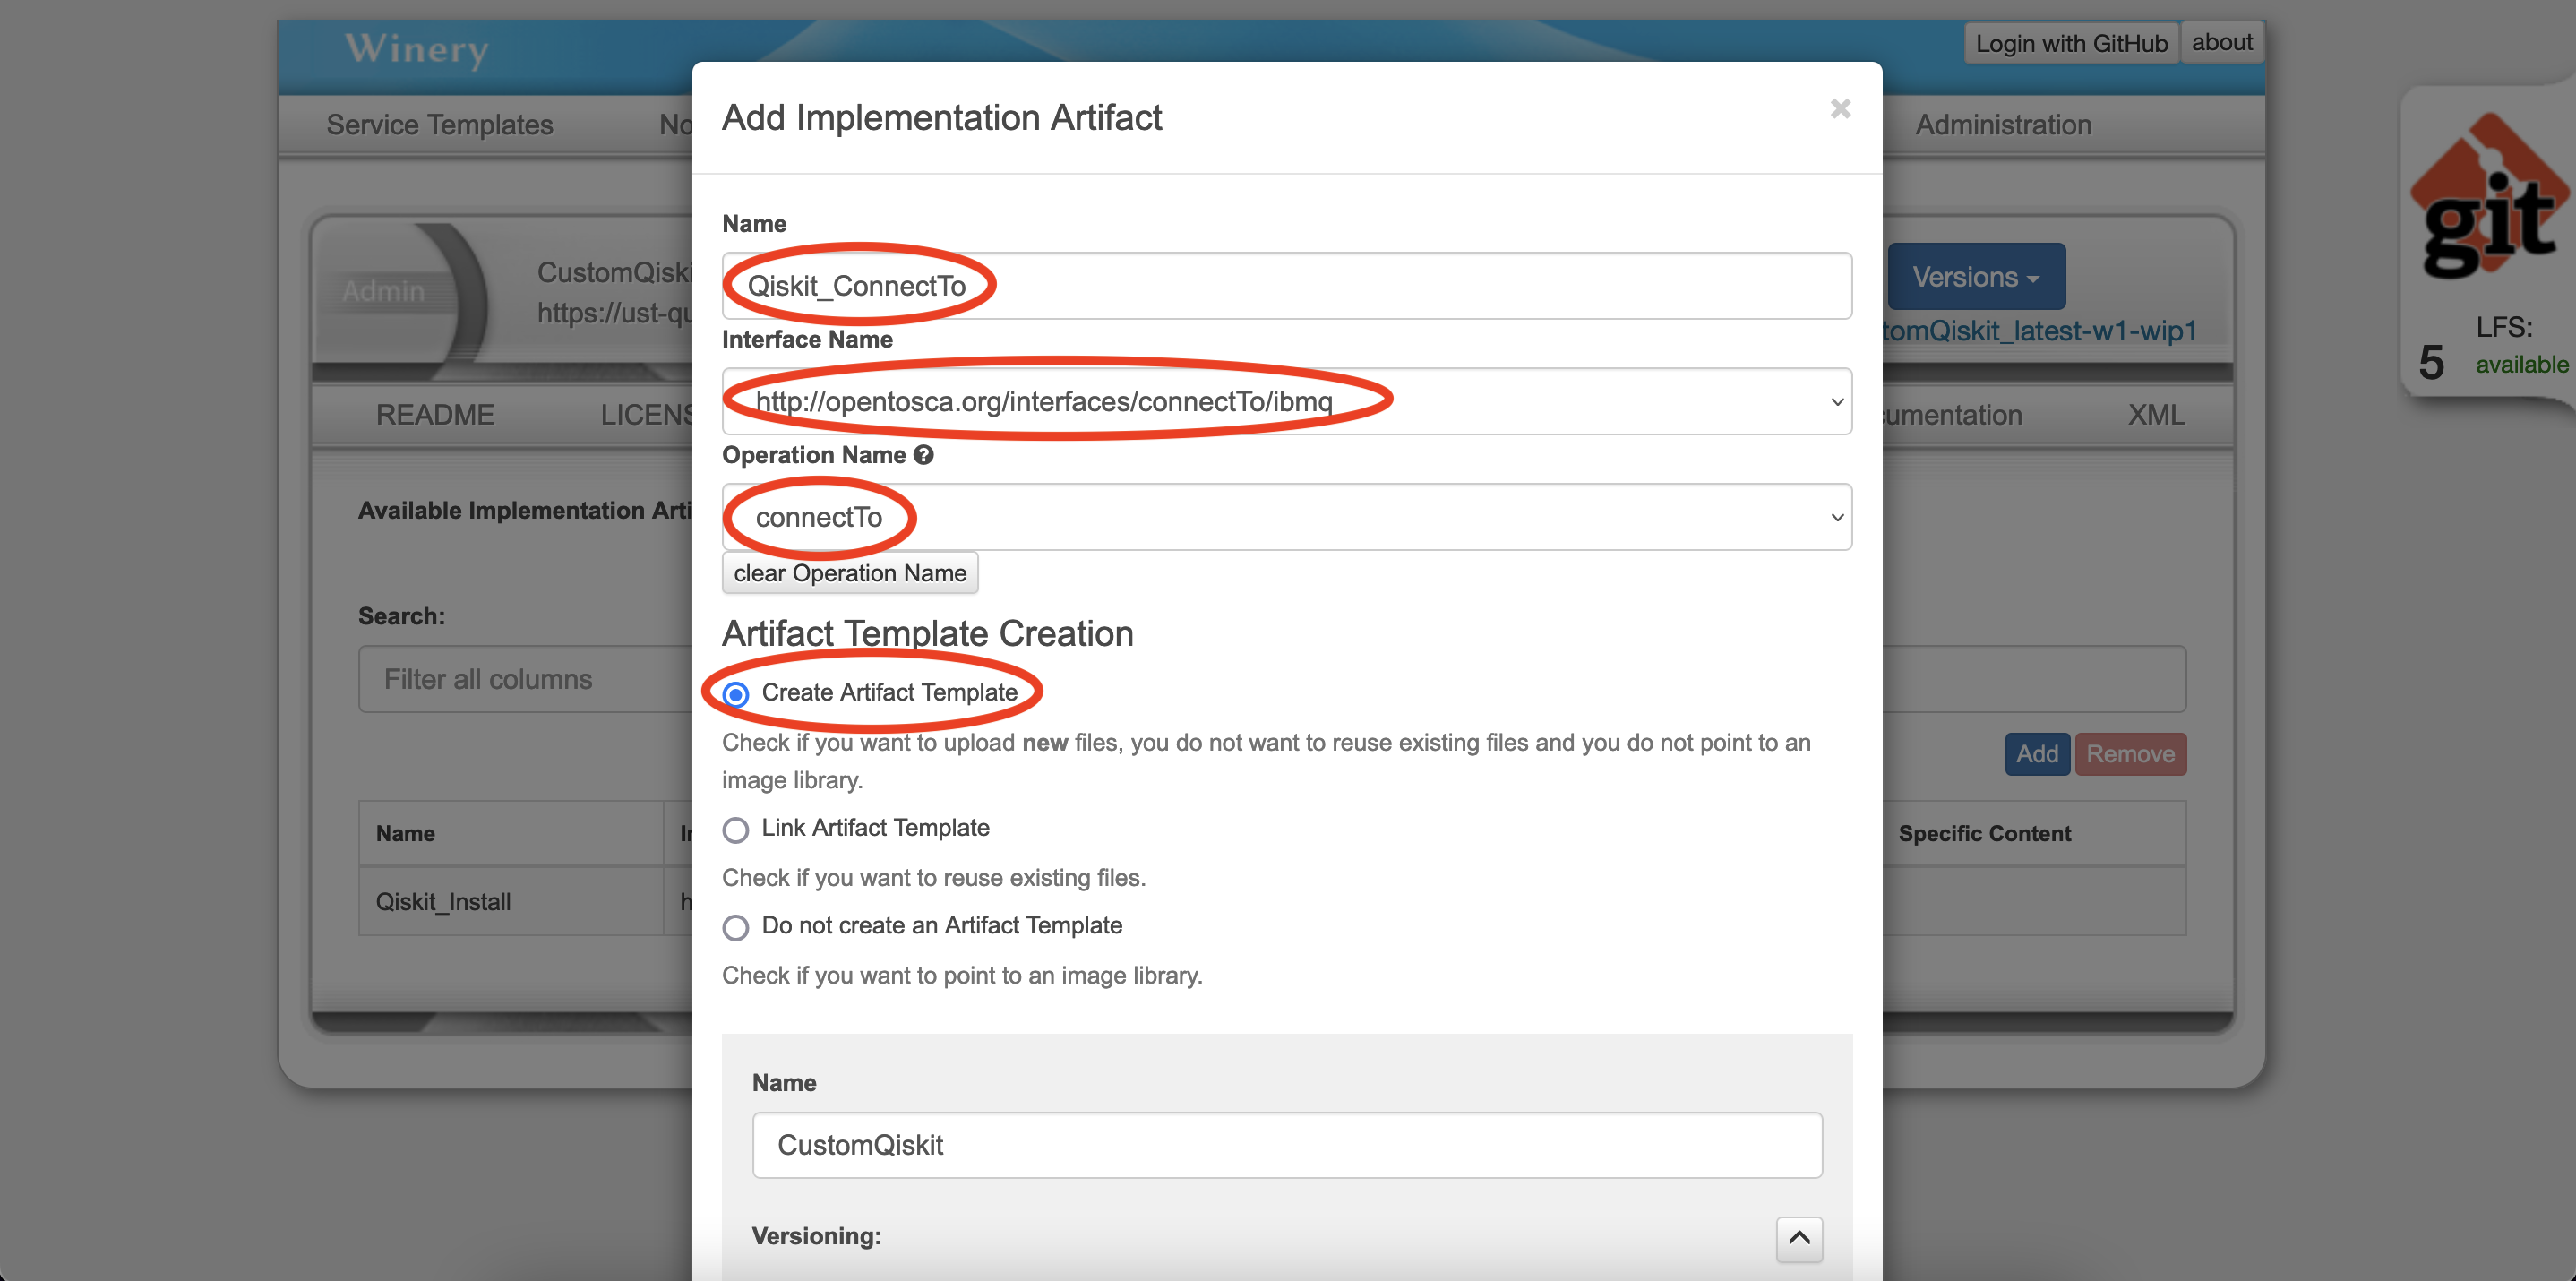 Winery
Login with GitHub
about
Service Templates
No
Administration
Add Implementation Artifact
×
git
LFS:
5
available
Admin
CustomQiski
https://ust-qu
Versions
tomQiskit_latest-w1-wip1
README
LICENS
umentation
XML
Name
Qiskit_ConnectTo
Interface Name
http://opentosca.org/interfaces/connectTo/ibmq
Operation Name ?
connectTo
clear Operation Name
Available Implementation Arti
Search:
Filter all columns
Artifact Template Creation
Create Artifact Template
Check if you want to upload new files, you do not want to reuse existing files and you do not point to an
image library.
Link Artifact Template
Check if you want to reuse existing files.
Do not create an Artifact Template
Check if you want to point to an image library.
Add
Remove
Name
Specific Content
Qiskit_Install
h
Name
CustomQiskit
Versioning: